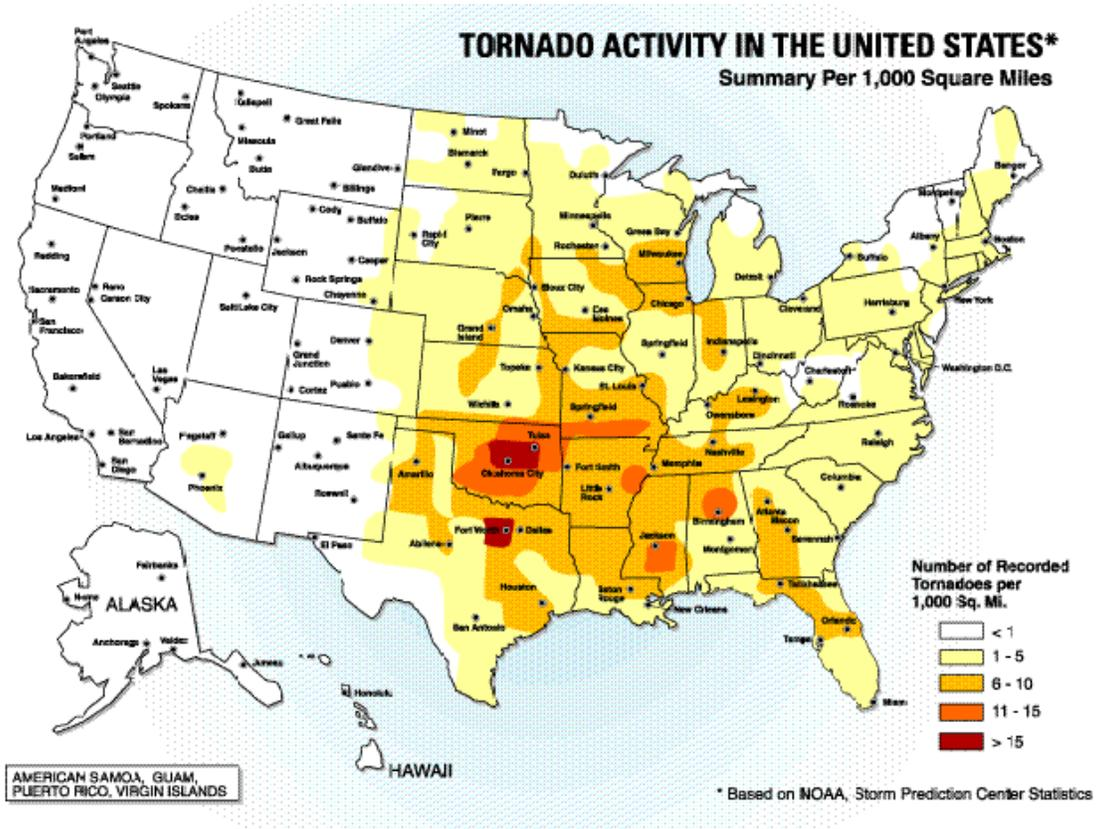 TORNADO ACTIVITY IN THE UNITED STATES*
Summary Per 1,000 Square Miles
Port
Angeles
Seattle
Olympia
Spokane
Portland
Salem
Medford
Kalispell
Great Falls
Missoula
Butte
Glendive
Billings
Challis
Boise
Pocatello
Cody
Buffalo
Jackson
Casper
Rock Springs
Cheyenne
Minot
Bismarck
Fargo
Pierre
Rapid
City
Duluth
Minneapolis
Rochester
Green Bay
Milwaukee
Bangor
Montpelier
Albany
Boston
Buffalo
Detroit
New York
Redding
Reno
Carson City
Sacramento
San
Francisco
Salt Lake City
Sioux City
Omaha
Des
Moines
Chicago
Cleveland
Harrisburg
Grand
Island
Denver
Grand
Junction
Springfield
Indianapolis
Cincinnati
Washington D.C.
Bakersfield
Las
Vegas
Cortez
Pueblo
Topeka
Kansas City
St. Louis
Charleston
Lexington
Owensboro
Roanoke
Wichita
Springfield
Los Angeles
San
Bernadino
San
Diego
Flagstaff
Phoenix
Gallup
Santa Fe
Albuquerque
Roswell
Amarillo
Tulsa
Oklahoma City
Fort Smith
Little
Rock
Memphis
Nashville
Raleigh
Columbia
Atlanta
Macon
Savannah
Birmingham
Montgomery
Jackson
Fort Worth
Dallas
Abilene
El Paso
Houston
San Antonio
Baton
Rouge
New Orleans
Tallahassee
Orlando
Tampa
Miami
Fairbanks
Nome
ALASKA
Anchorage
Valdez
Juneau
Honolulu
HAWAII
Number of Recorded
Tornadoes per
1,000 Sq. Mi.
< 1
1 - 5
6 - 10
11 - 15
> 15
AMERICAN SAMOA, GUAM,
PUERTO RICO, VIRGIN ISLANDS
* Based on NOAA, Storm Prediction Center Statistics